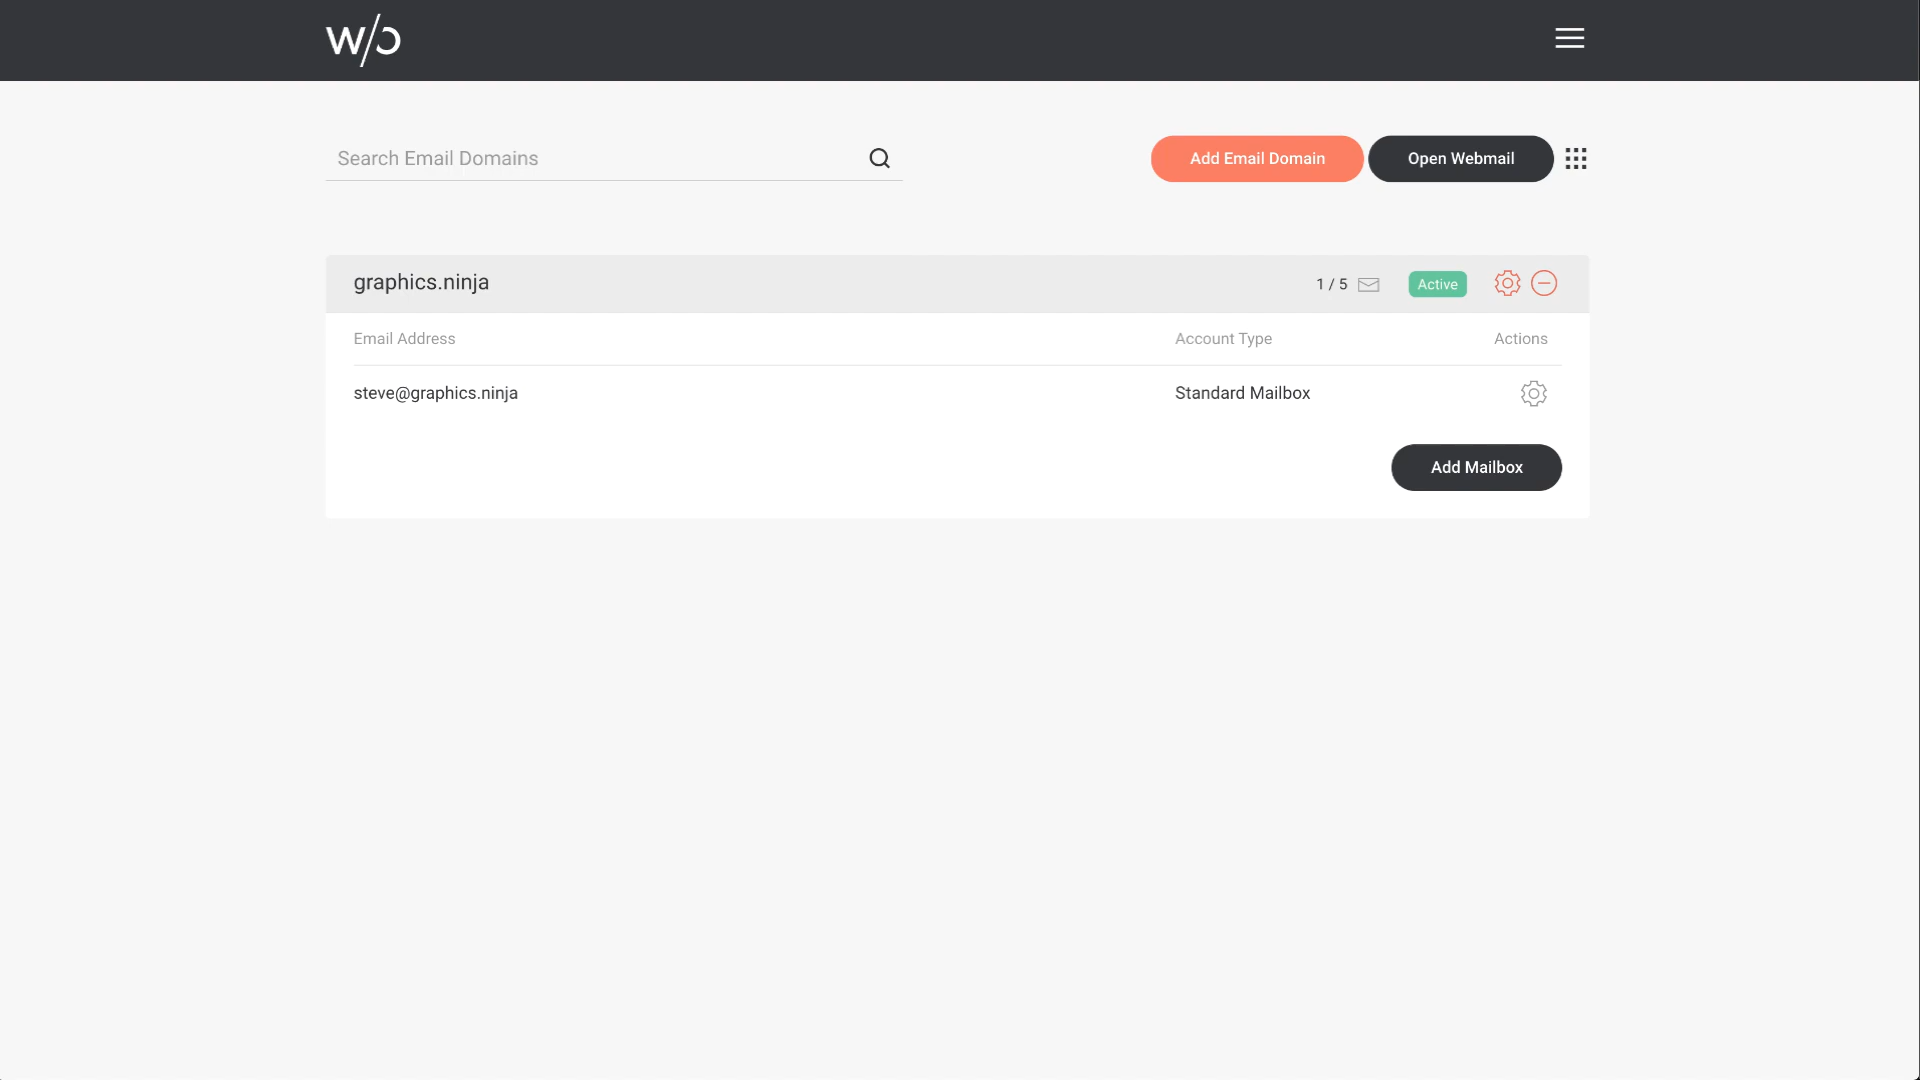 W/O
Search Email Domains
Add Email Domain
Open Webmail
graphics.ninja
1 / 5
Active
Email Address
Account Type
Actions
steve@graphics.ninja
Standard Mailbox
Add Mailbox